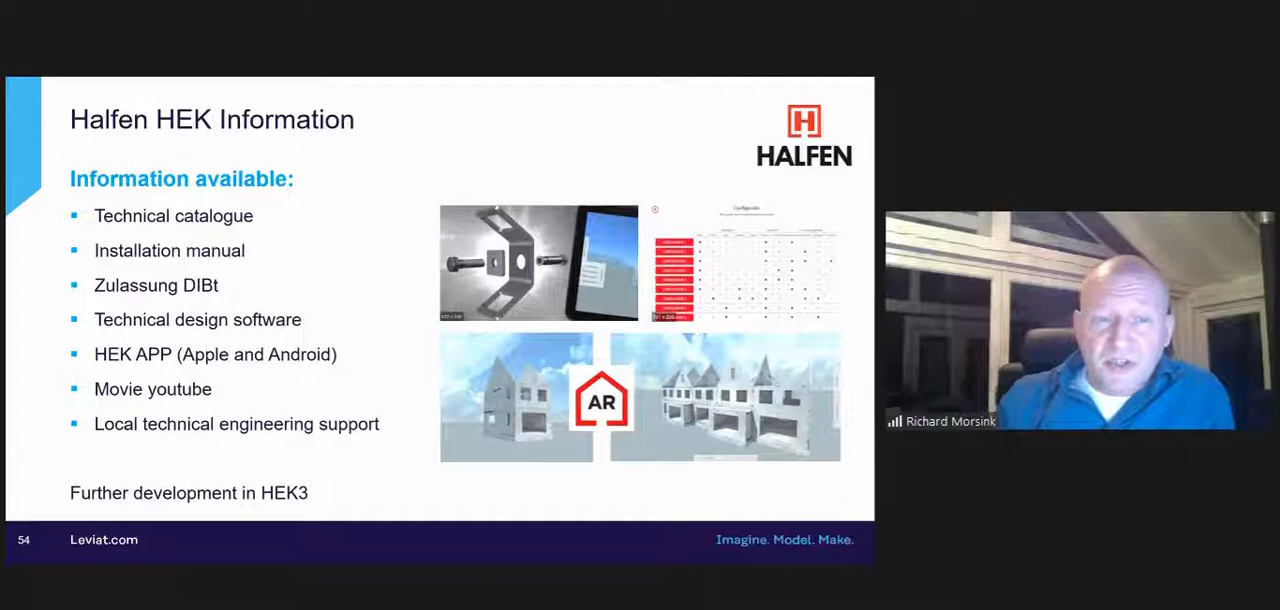 Halfen HEK Information
HALFEN
Information available:
Technical catalogue
Installation manual
Zulassung DIBt
Technical design software
HEK APP (Apple and Android)
Movie youtube
Local technical engineering support
AR
Further development in HEK3
54
Leviat.com
Imagine. Model. Make.
Richard Morsink